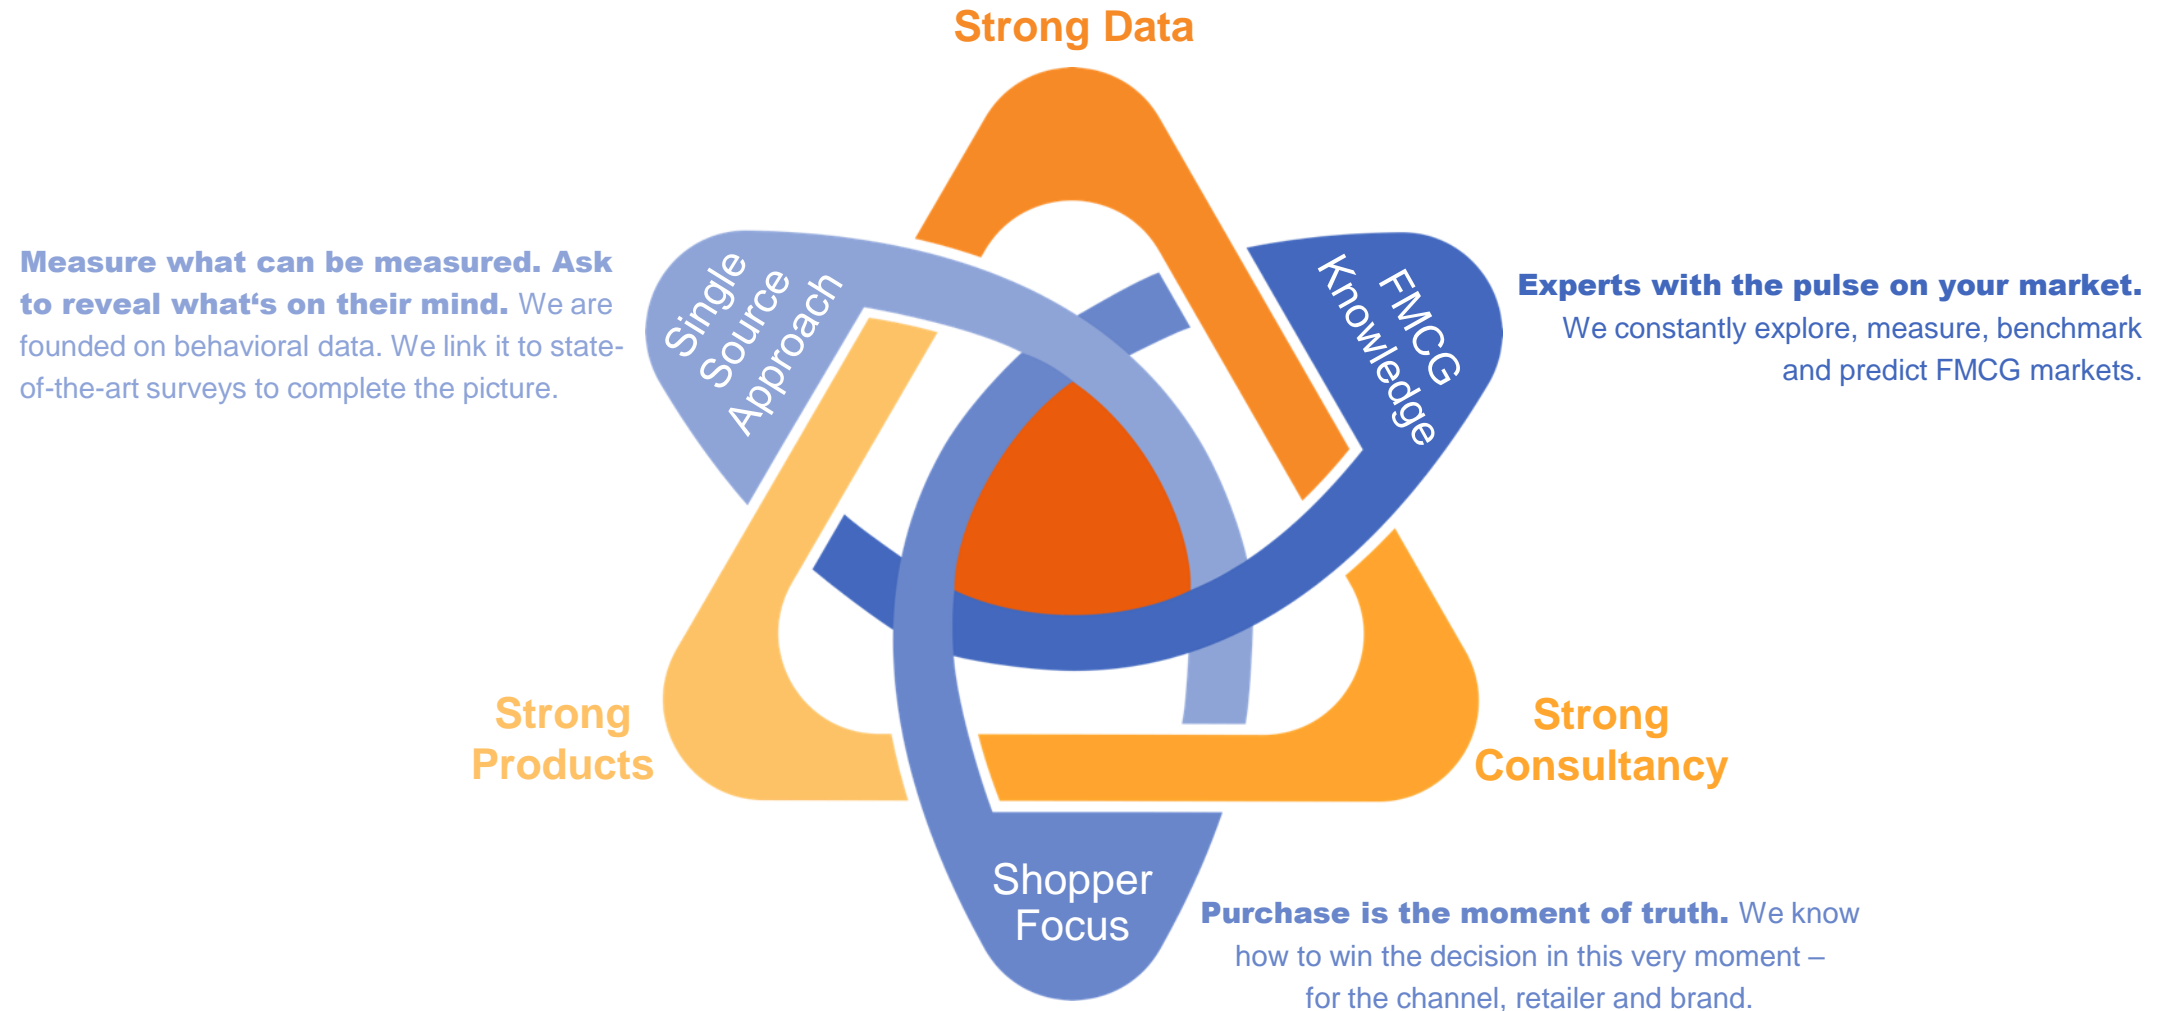 Strong Data
Measure what can be measured. Ask
to reveal what‘s on their mind. We are
founded on behavioral data. We link it to state-
of-the-art surveys to complete the picture.
Single
Source
Approach
FMCG
Knowledge
Experts with the pulse on your market.
We constantly explore, measure, benchmark
and predict FMCG markets.
Strong
Products
Strong
Consultancy
Shopper
Focus
Purchase is the moment of truth. We know
how to win the decision in this very moment –
for the channel, retailer and brand.